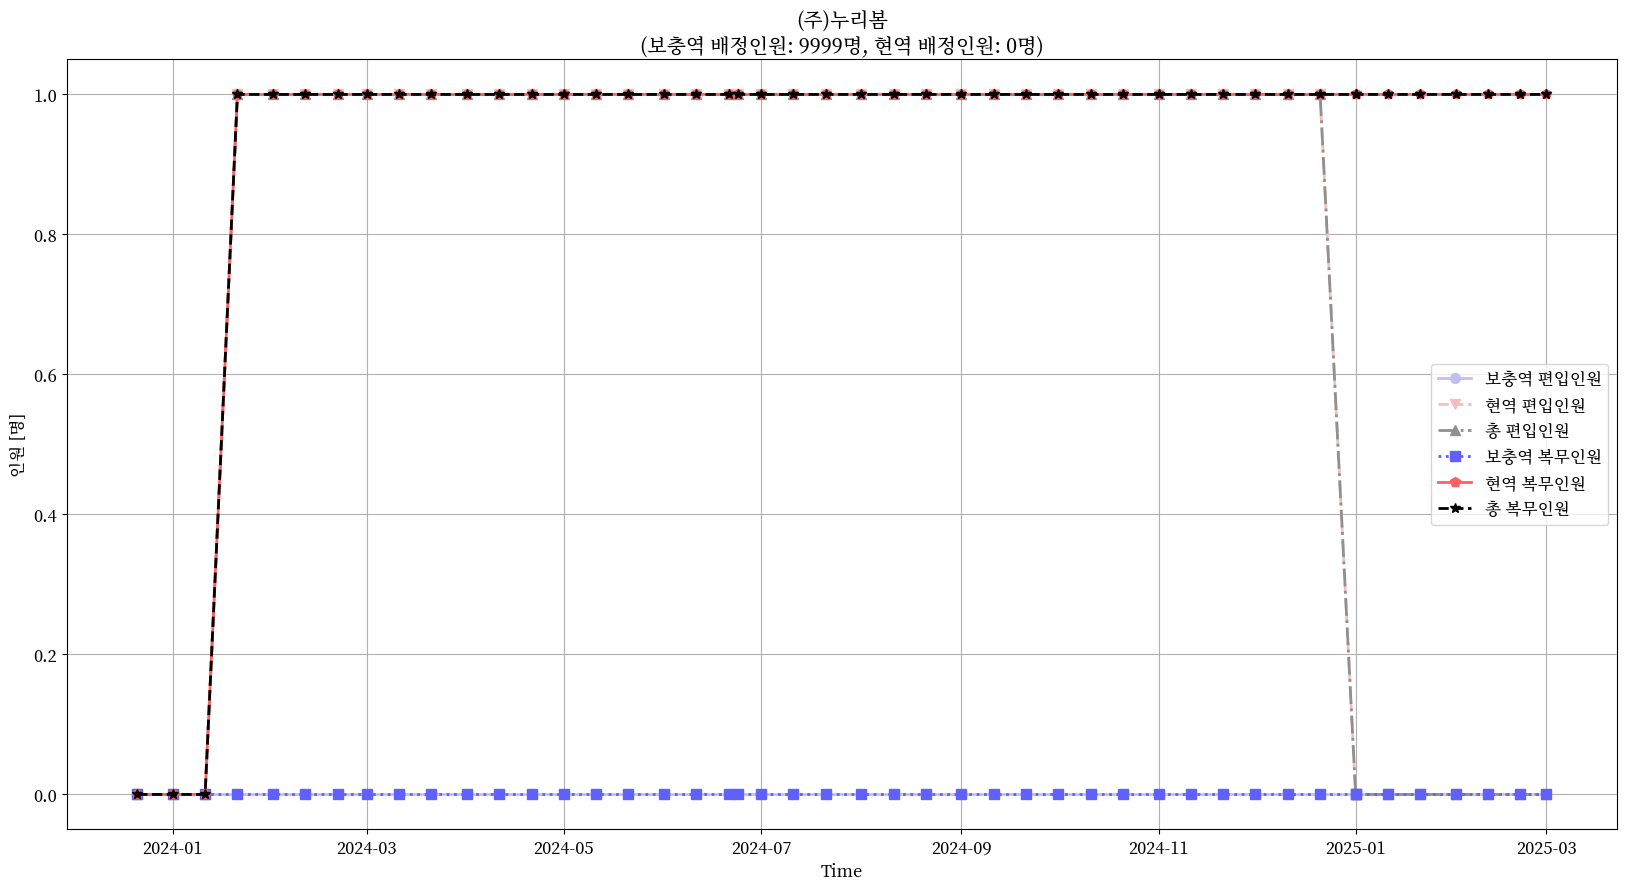 (주)누리봄
(보충역 배정인원: 9999명, 현역 배정인원: 0명)
인원 [명]
1.0
0.8
0.6
0.4
0.2
0.0
보충역 편입인원
현역 편입인원
총 편입인원
보충역 복무인원
현역 복무인원
총 복무인원
2024-01
2024-03
2024-05
2024-07
2024-09
2024-11
2025-01
2025-03
Time